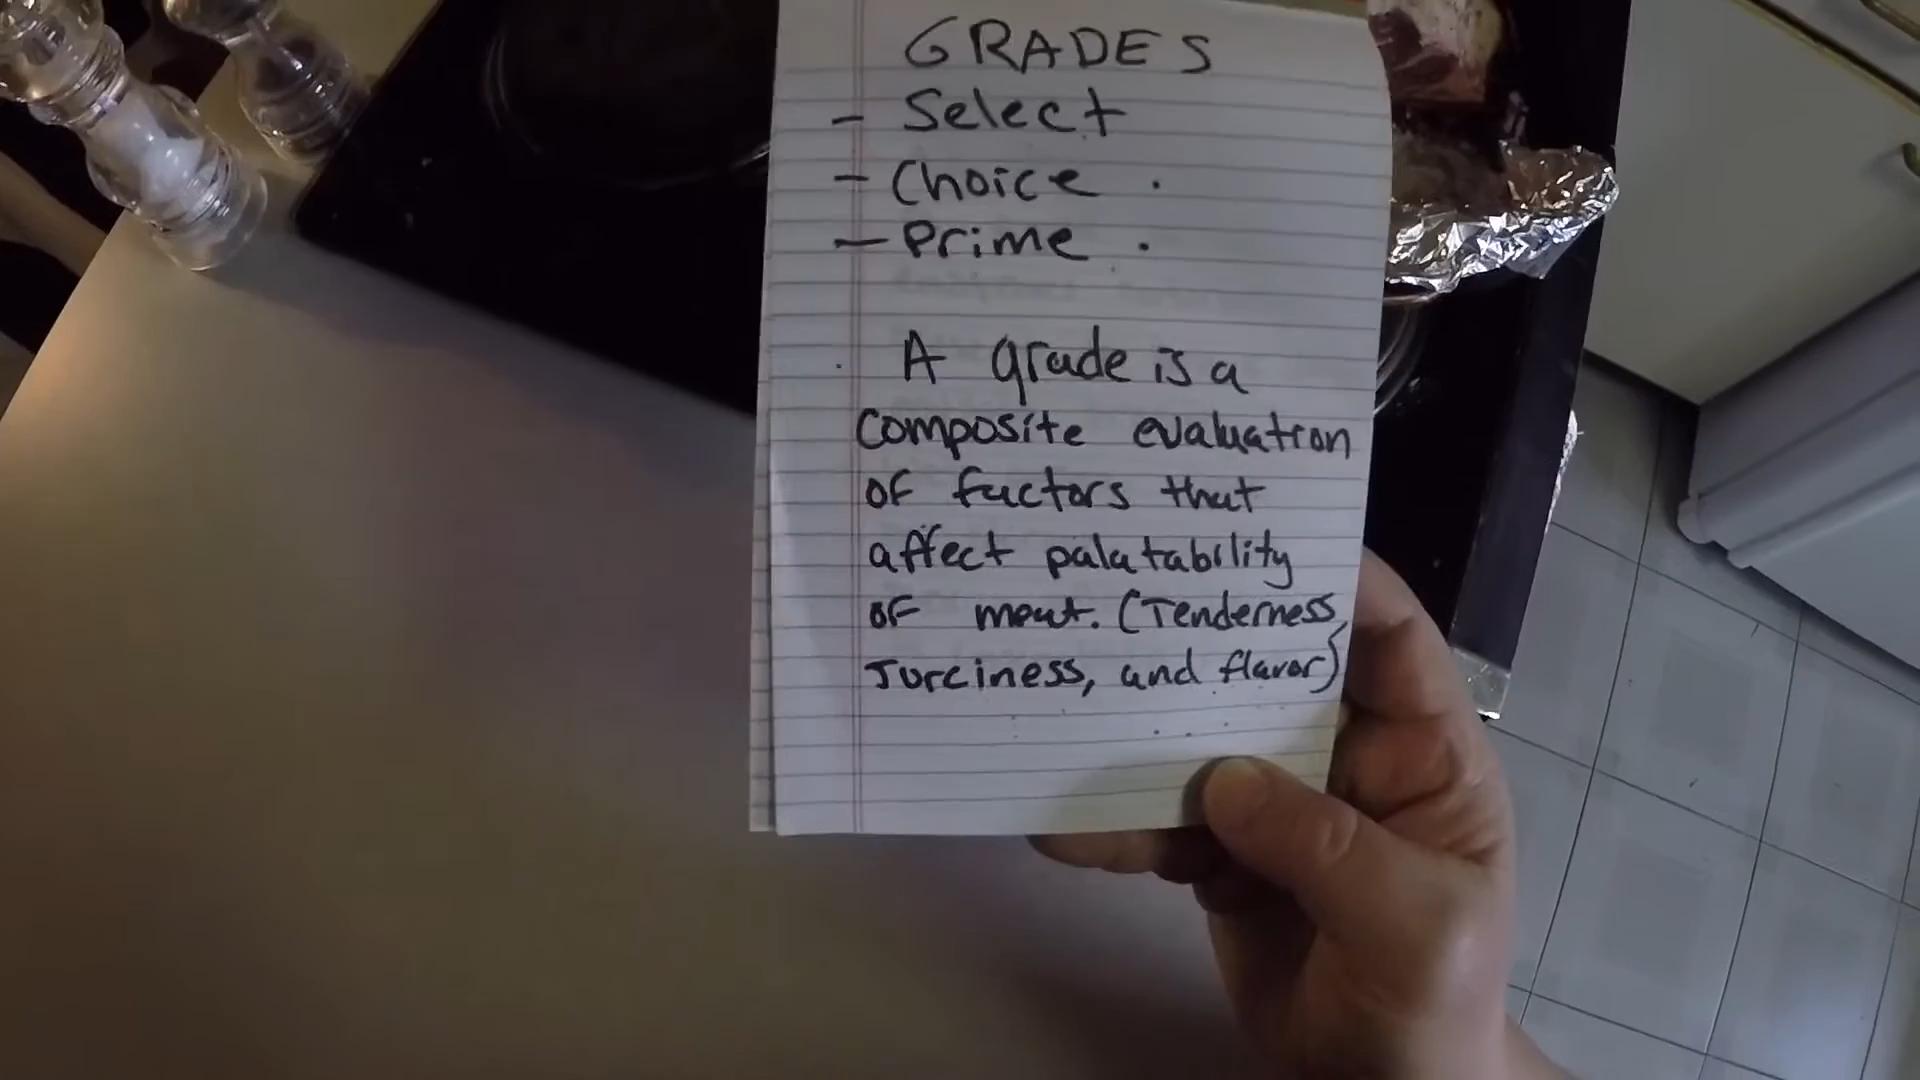 GRADES
- Select
- Choice
- Prime
A grade is a
composite evaluation
of factors that
affect palatability
of meat. (Tenderness,
Juiciness, and flavor)